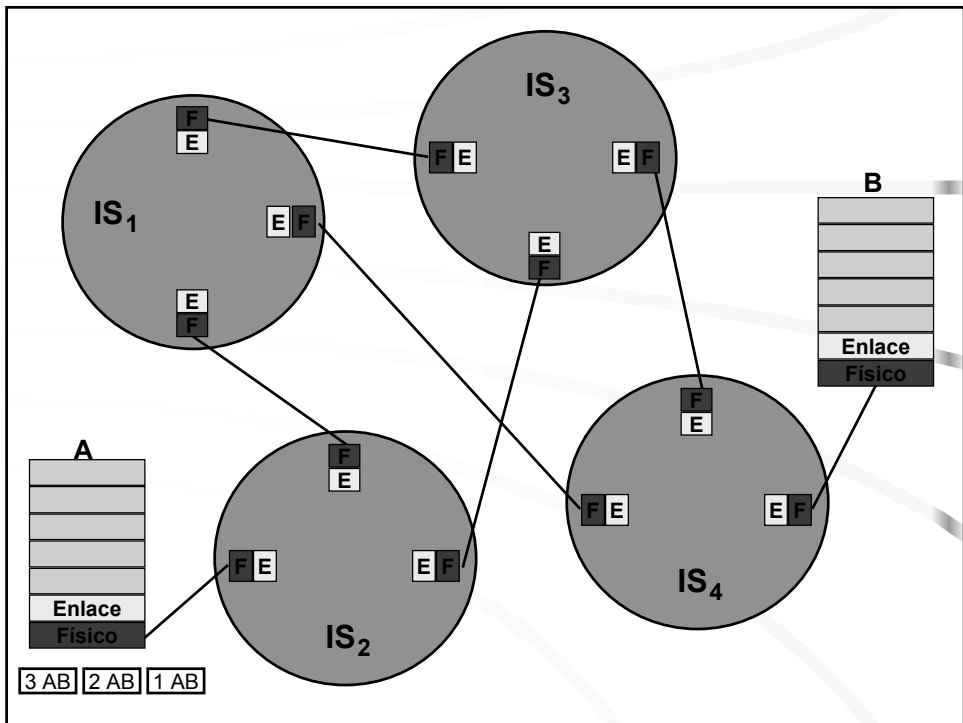 IS3
F
E
F E
E F
B
IS1
E F
E
F
E
F
Enlace
Físico
A
F
E
F
E
F E
E F
F E
E F
IS4
Enlace
Físico
IS2
3 AB 2 AB 1 AB